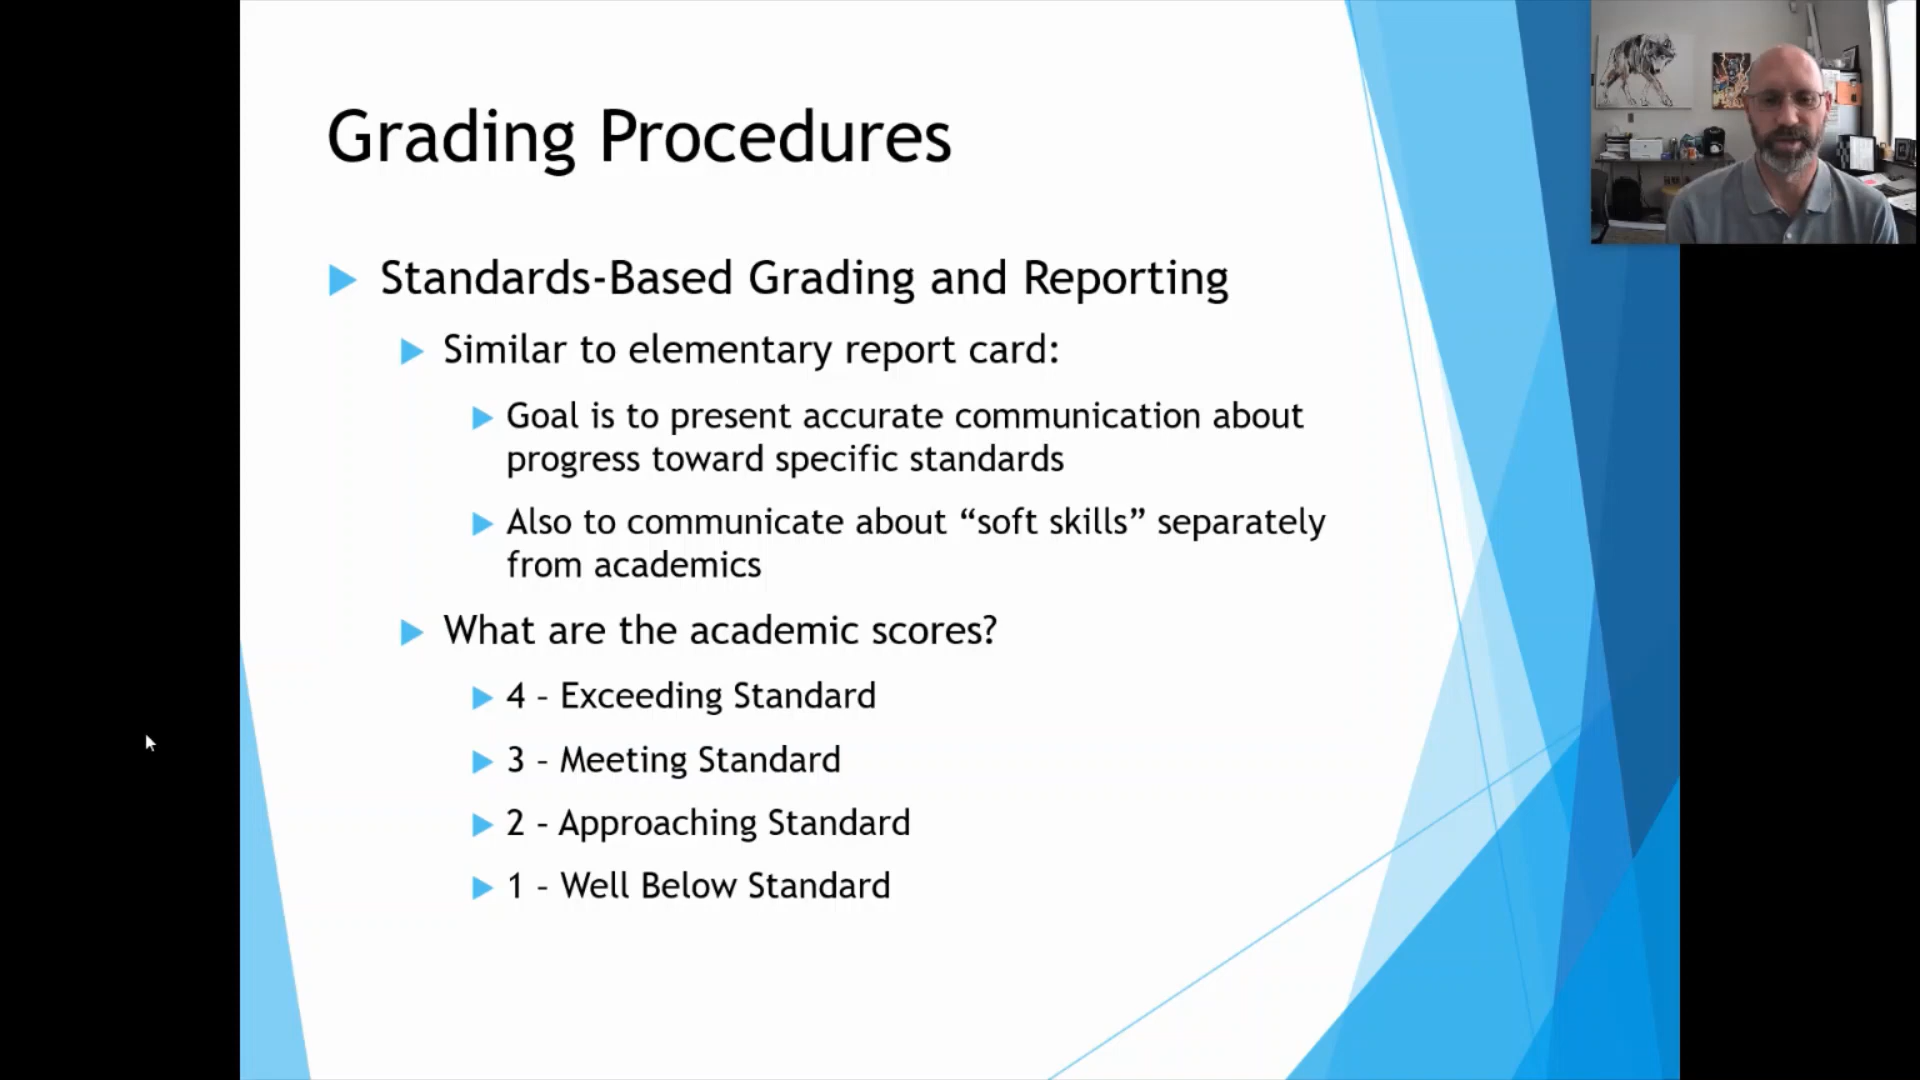 Grading Procedures
Standards-Based Grading and Reporting
Similar to elementary report card:
Goal is to present accurate communication about
progress toward specific standards
Also to communicate about “soft skills” separately
from academics
What are the academic scores?
4 – Exceeding Standard
3 – Meeting Standard
2 – Approaching Standard
1 – Well Below Standard